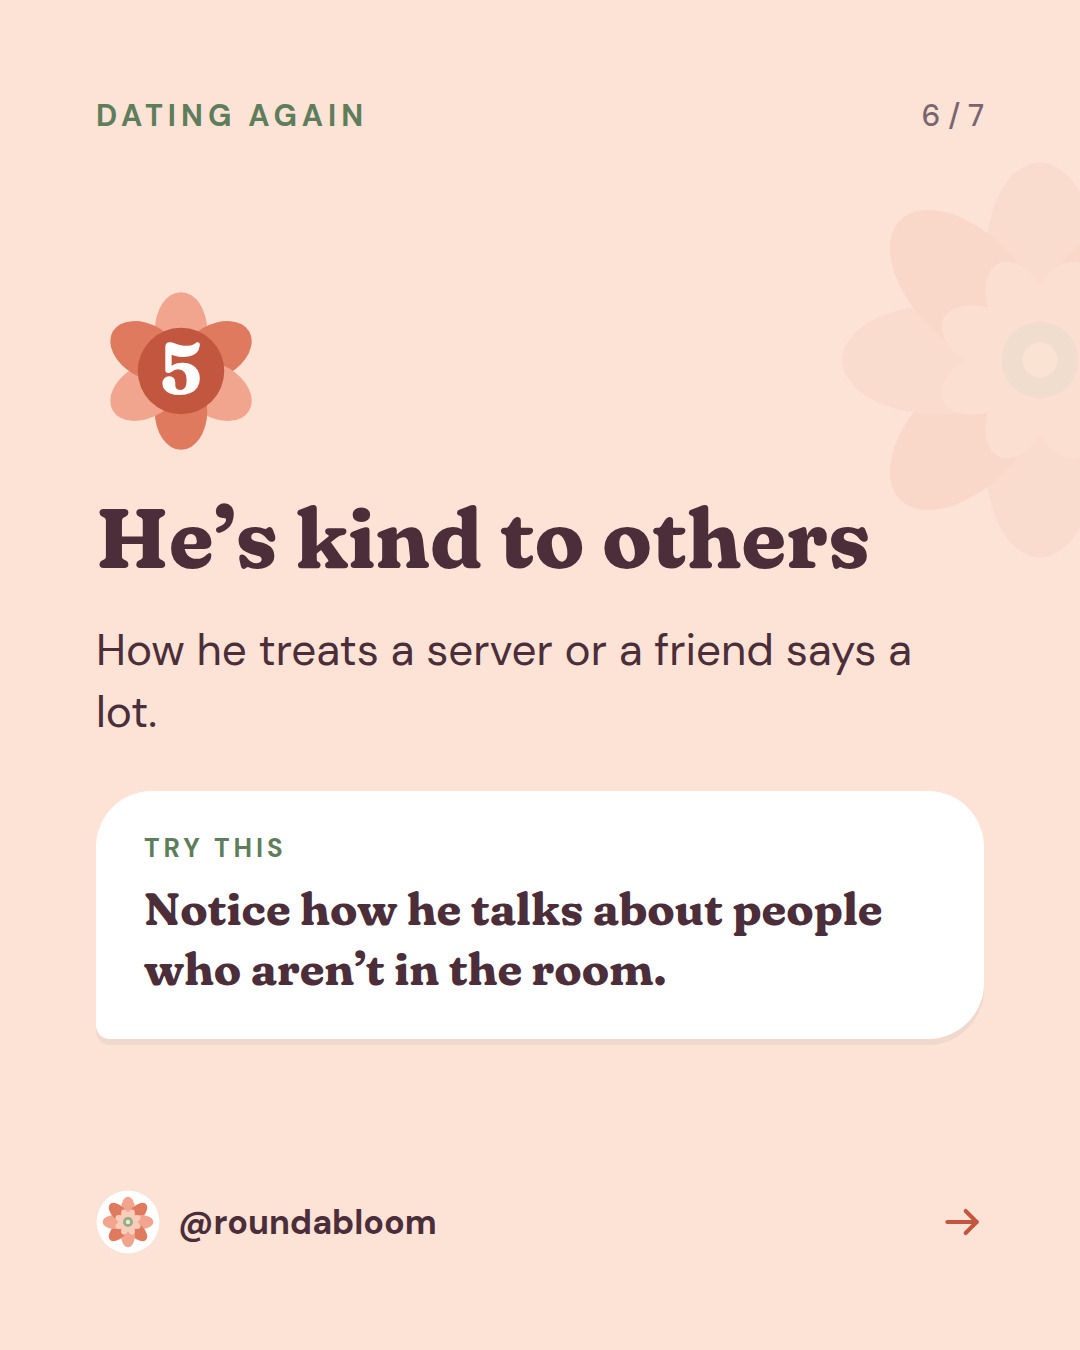 DATING AGAIN
6 / 7
5
He’s kind to others
How he treats a server or a friend says a
lot.
TRY THIS
Notice how he talks about people
who aren’t in the room.
@roundabloom